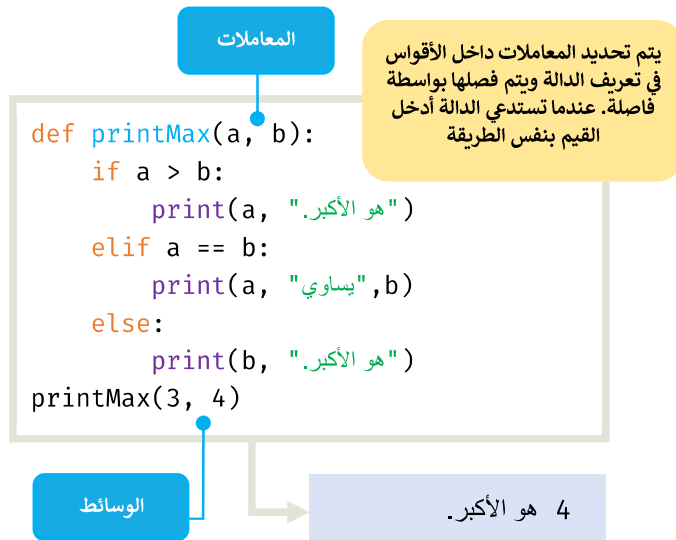 المعاملات
يتم تحديد المعاملات داخل الأقواس
في تعريف الدالة ويتم فصلها بواسطة
فاصلة. عندما تستدعي الدالة أدخل
القيم بنفس الطريقة
def printMax(a, b):
    if a > b:
        print(a, "هو الأكبر.")
    elif a == b:
        print(a, "يساوي",b)
    else:
        print(b, "هو الأكبر.")
printMax(3, 4)
الوسائط
4 هو الأكبر.